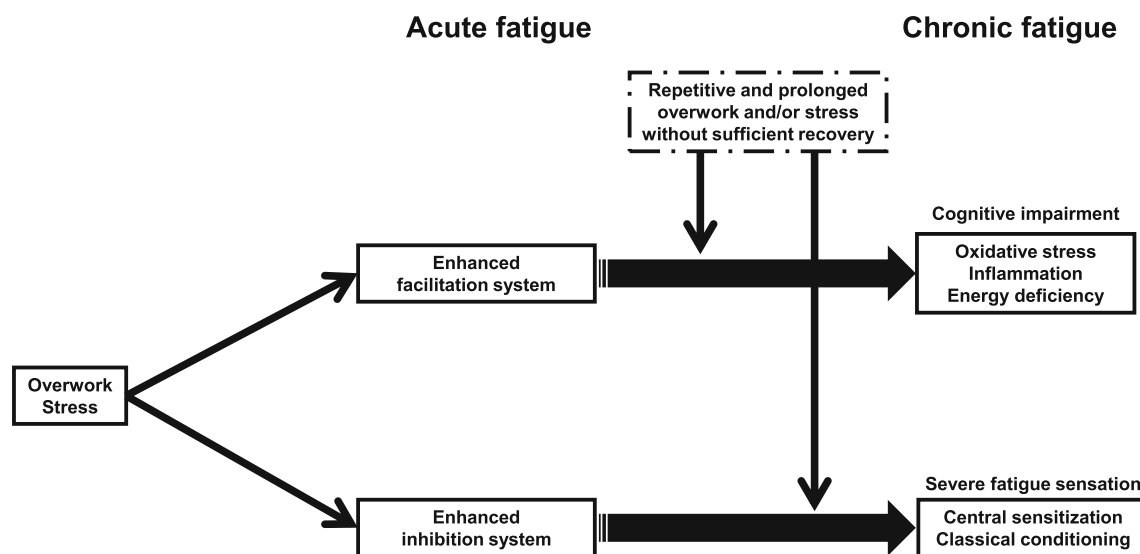 Acute fatigue
Chronic fatigue
Repetitive and prolonged
overwork and/or stress
without sufficient recovery
Cognitive impairment
Enhanced
facilitation system
Oxidative stress
Inflammation
Energy deficiency
Overwork
Stress
Severe fatigue sensation
Enhanced
inhibition system
Central sensitization
Classical conditioning